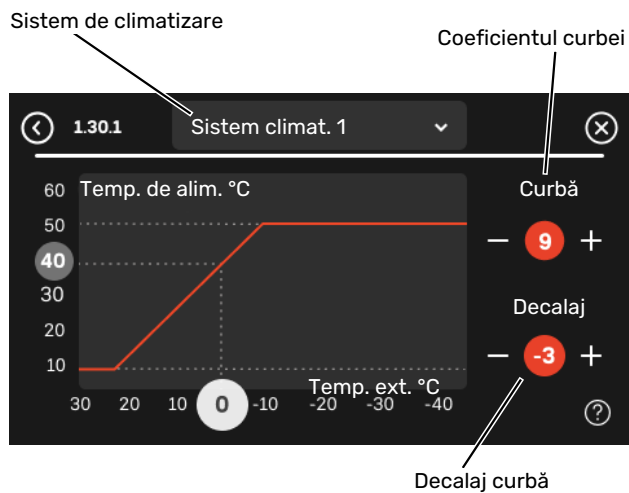 Sistem de climatizare
Coeficientul curbei
1.30.1 Sistem climat. 1
60 Temp. de alim. °C
50
40
30
20
10
Temp. ext. °C
30 20 10 0 -10 -20 -30 -40
Curbă
− 9 +
Decalaj
− -3 +
?
Decalaj curbă